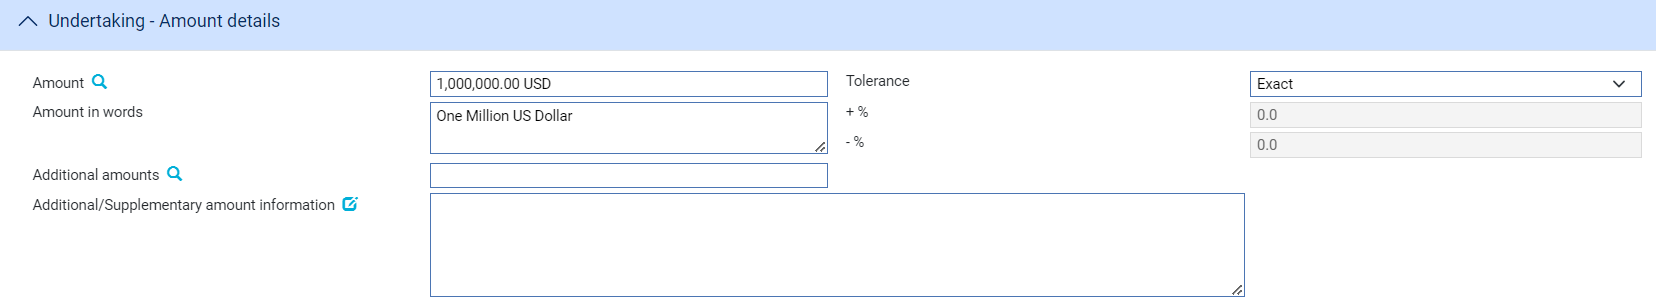 Undertaking - Amount details
Amount 1,000,000.00 USD Tolerance Exact
Amount in words One Million US Dollar + % 0.0
- % 0.0
Additional amounts
Additional/Supplementary amount information